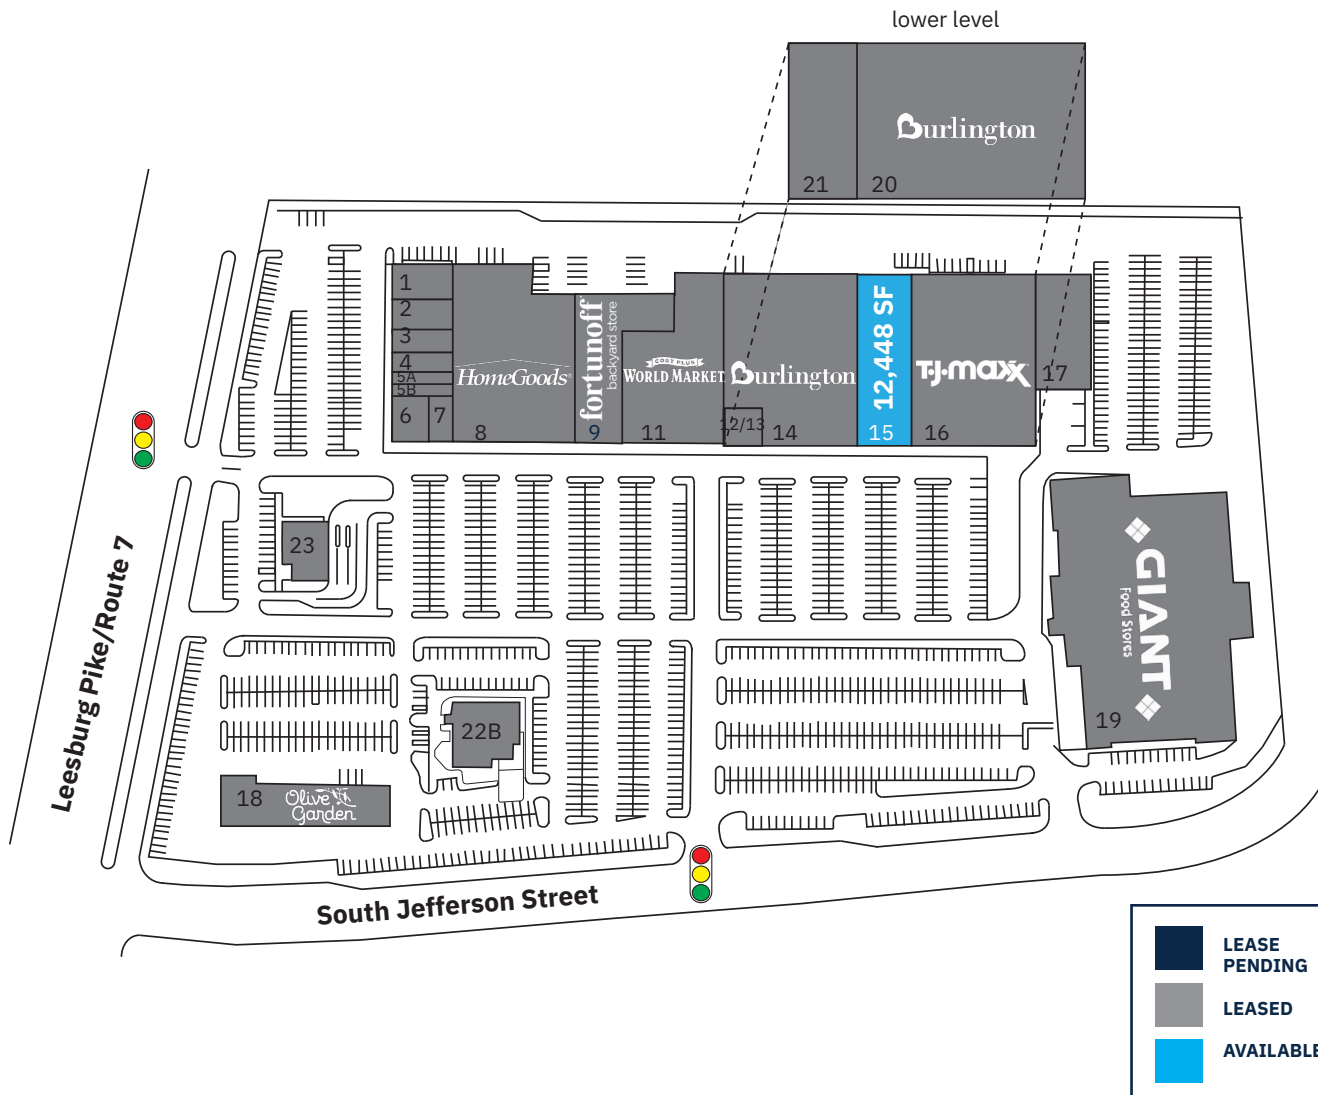 lower level
Burlington
21
20
1
2
3
4
5A
5B
6
7
HomeGoods
8
fortunoff
backyard store
9
COST PLUS
WORLD MARKET
11
12/13
Burlington
14
12,448 SF
15
T·J·maxx
16
17
23
Leesburg Pike/Route 7
22B
18
Olive
Garden
GIANT
Food Stores
19
South Jefferson Street
LEASE
PENDING
LEASED
AVAILABLE